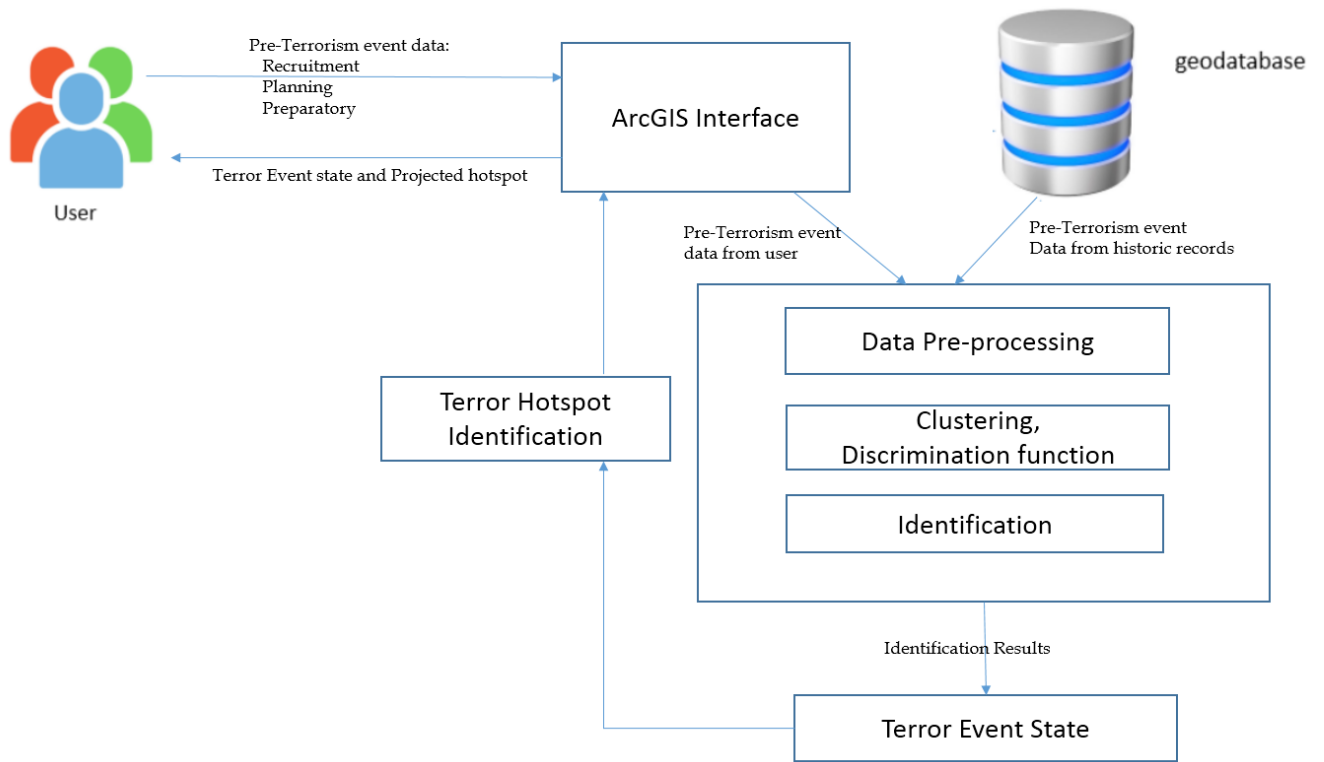 Pre-Terrorism event data:
Recruitment
Planning
Preparatory
ArcGIS Interface
geodatabase
Terror Event state and Projected hotspot
User
Pre-Terrorism event
data from user
Pre-Terrorism event
Data from historic records
Data Pre-processing
Terror Hotspot
Identification
Clustering,
Discrimination function
Identification
Identification Results
Terror Event State